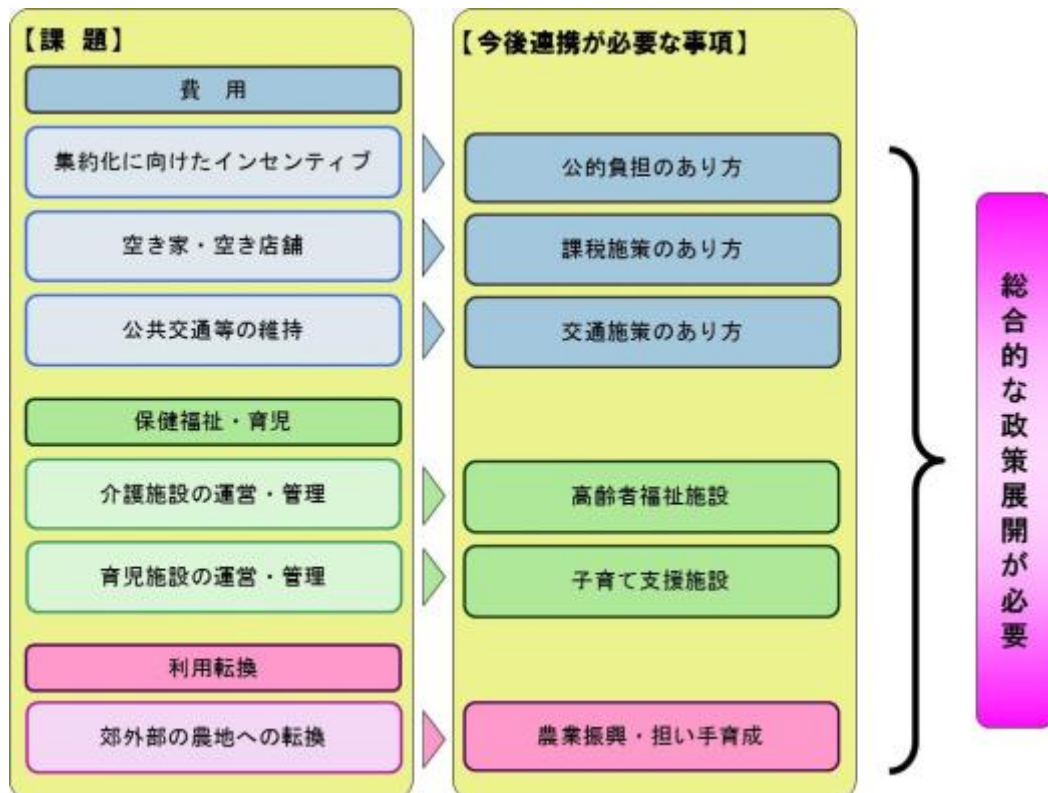 【課 題】
費 用
集約化に向けたインセンティブ
空き家・空き店舗
公共交通等の維持
保健福祉・育児
介護施設の運営・管理
育児施設の運営・管理
利用転換
郊外部の農地への転換
【今後連携が必要な事項】
公的負担のあり方
課税施策のあり方
交通施策のあり方
高齢者福祉施設
子育て支援施設
農業振興・担い手育成
総合的な政策展開が必要